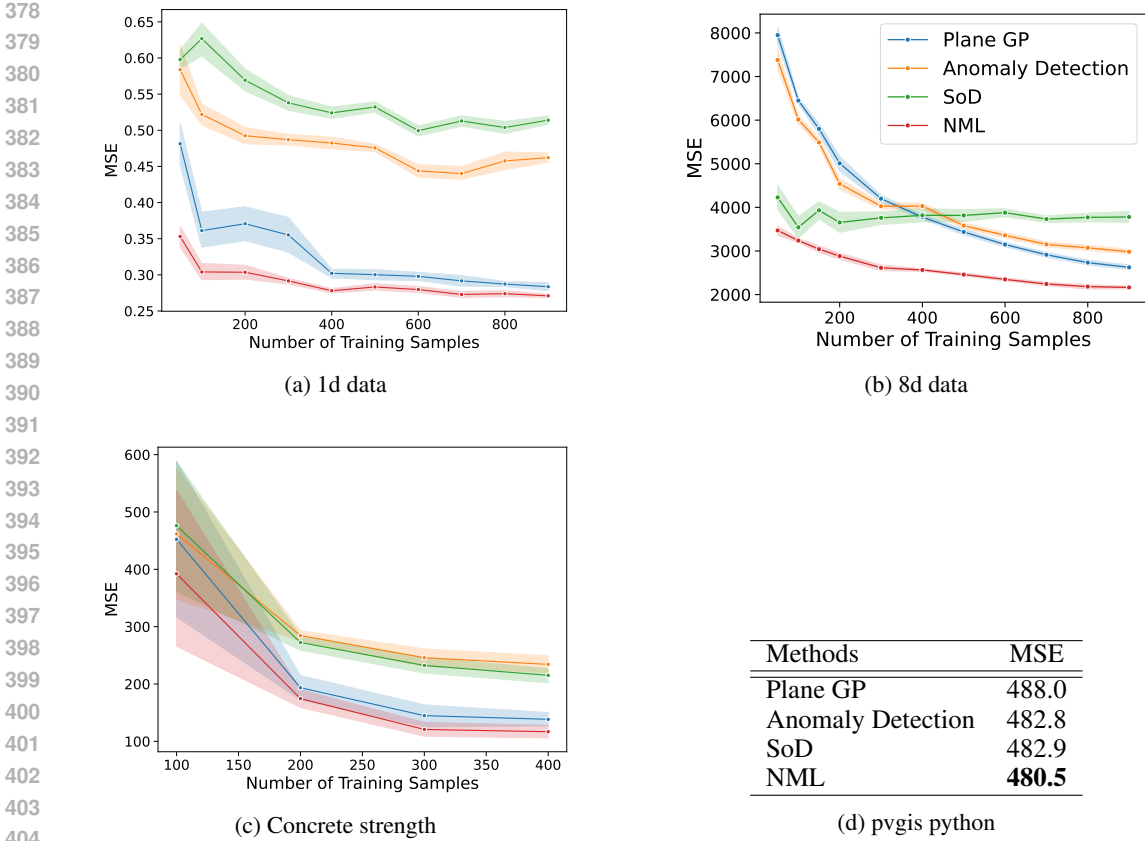 378
379
380
381
382
383
384
385
386
387
388
389
390
391
392
393
394
395
396
397
398
399
400
401
402
403
404
0.65
0.60
0.55
0.50
0.45
0.40
0.35
0.30
0.25
MSE
200 400 600 800
Number of Training Samples
(a) 1d data
8000
7000
6000
5000
4000
3000
2000
MSE
Plane GP
Anomaly Detection
SoD
NML
200 400 600 800
Number of Training Samples
(b) 8d data
600
500
400
300
200
100
MSE
100 150 200 250 300 350 400
Number of Training Samples
(c) Concrete strength
Methods MSE
Plane GP 488.0
Anomaly Detection 482.8
SoD 482.9
NML 480.5
(d) pvgis python